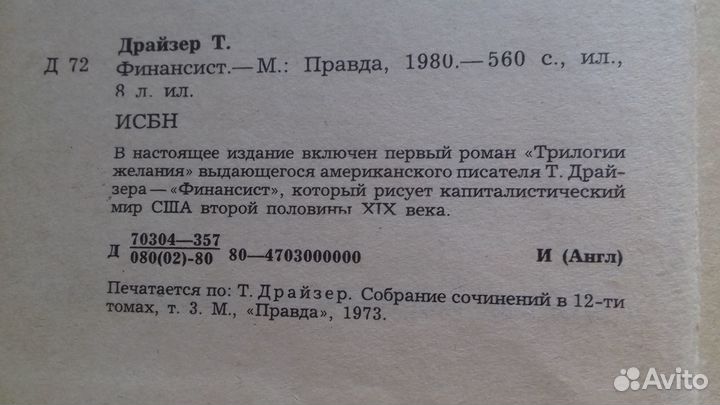 Драйзер Т.
Д 72 Финансист.— М.: Правда, 1980.— 560 с., ил.,
8 л. ил.
ИСБН
В настоящее издание включен первый роман «Трилогии
желания» выдающегося американского писателя Т. Драй-
зера — «Финансист», который рисует капиталистический
мир США второй половины XIX века.
Д 70304—357
080(02)-80 80—4703000000 И (Англ)
Печатается по: Т. Драйзер. Собрание сочинений в 12-ти
томах, т. 3. М., «Правда», 1973.
Avito